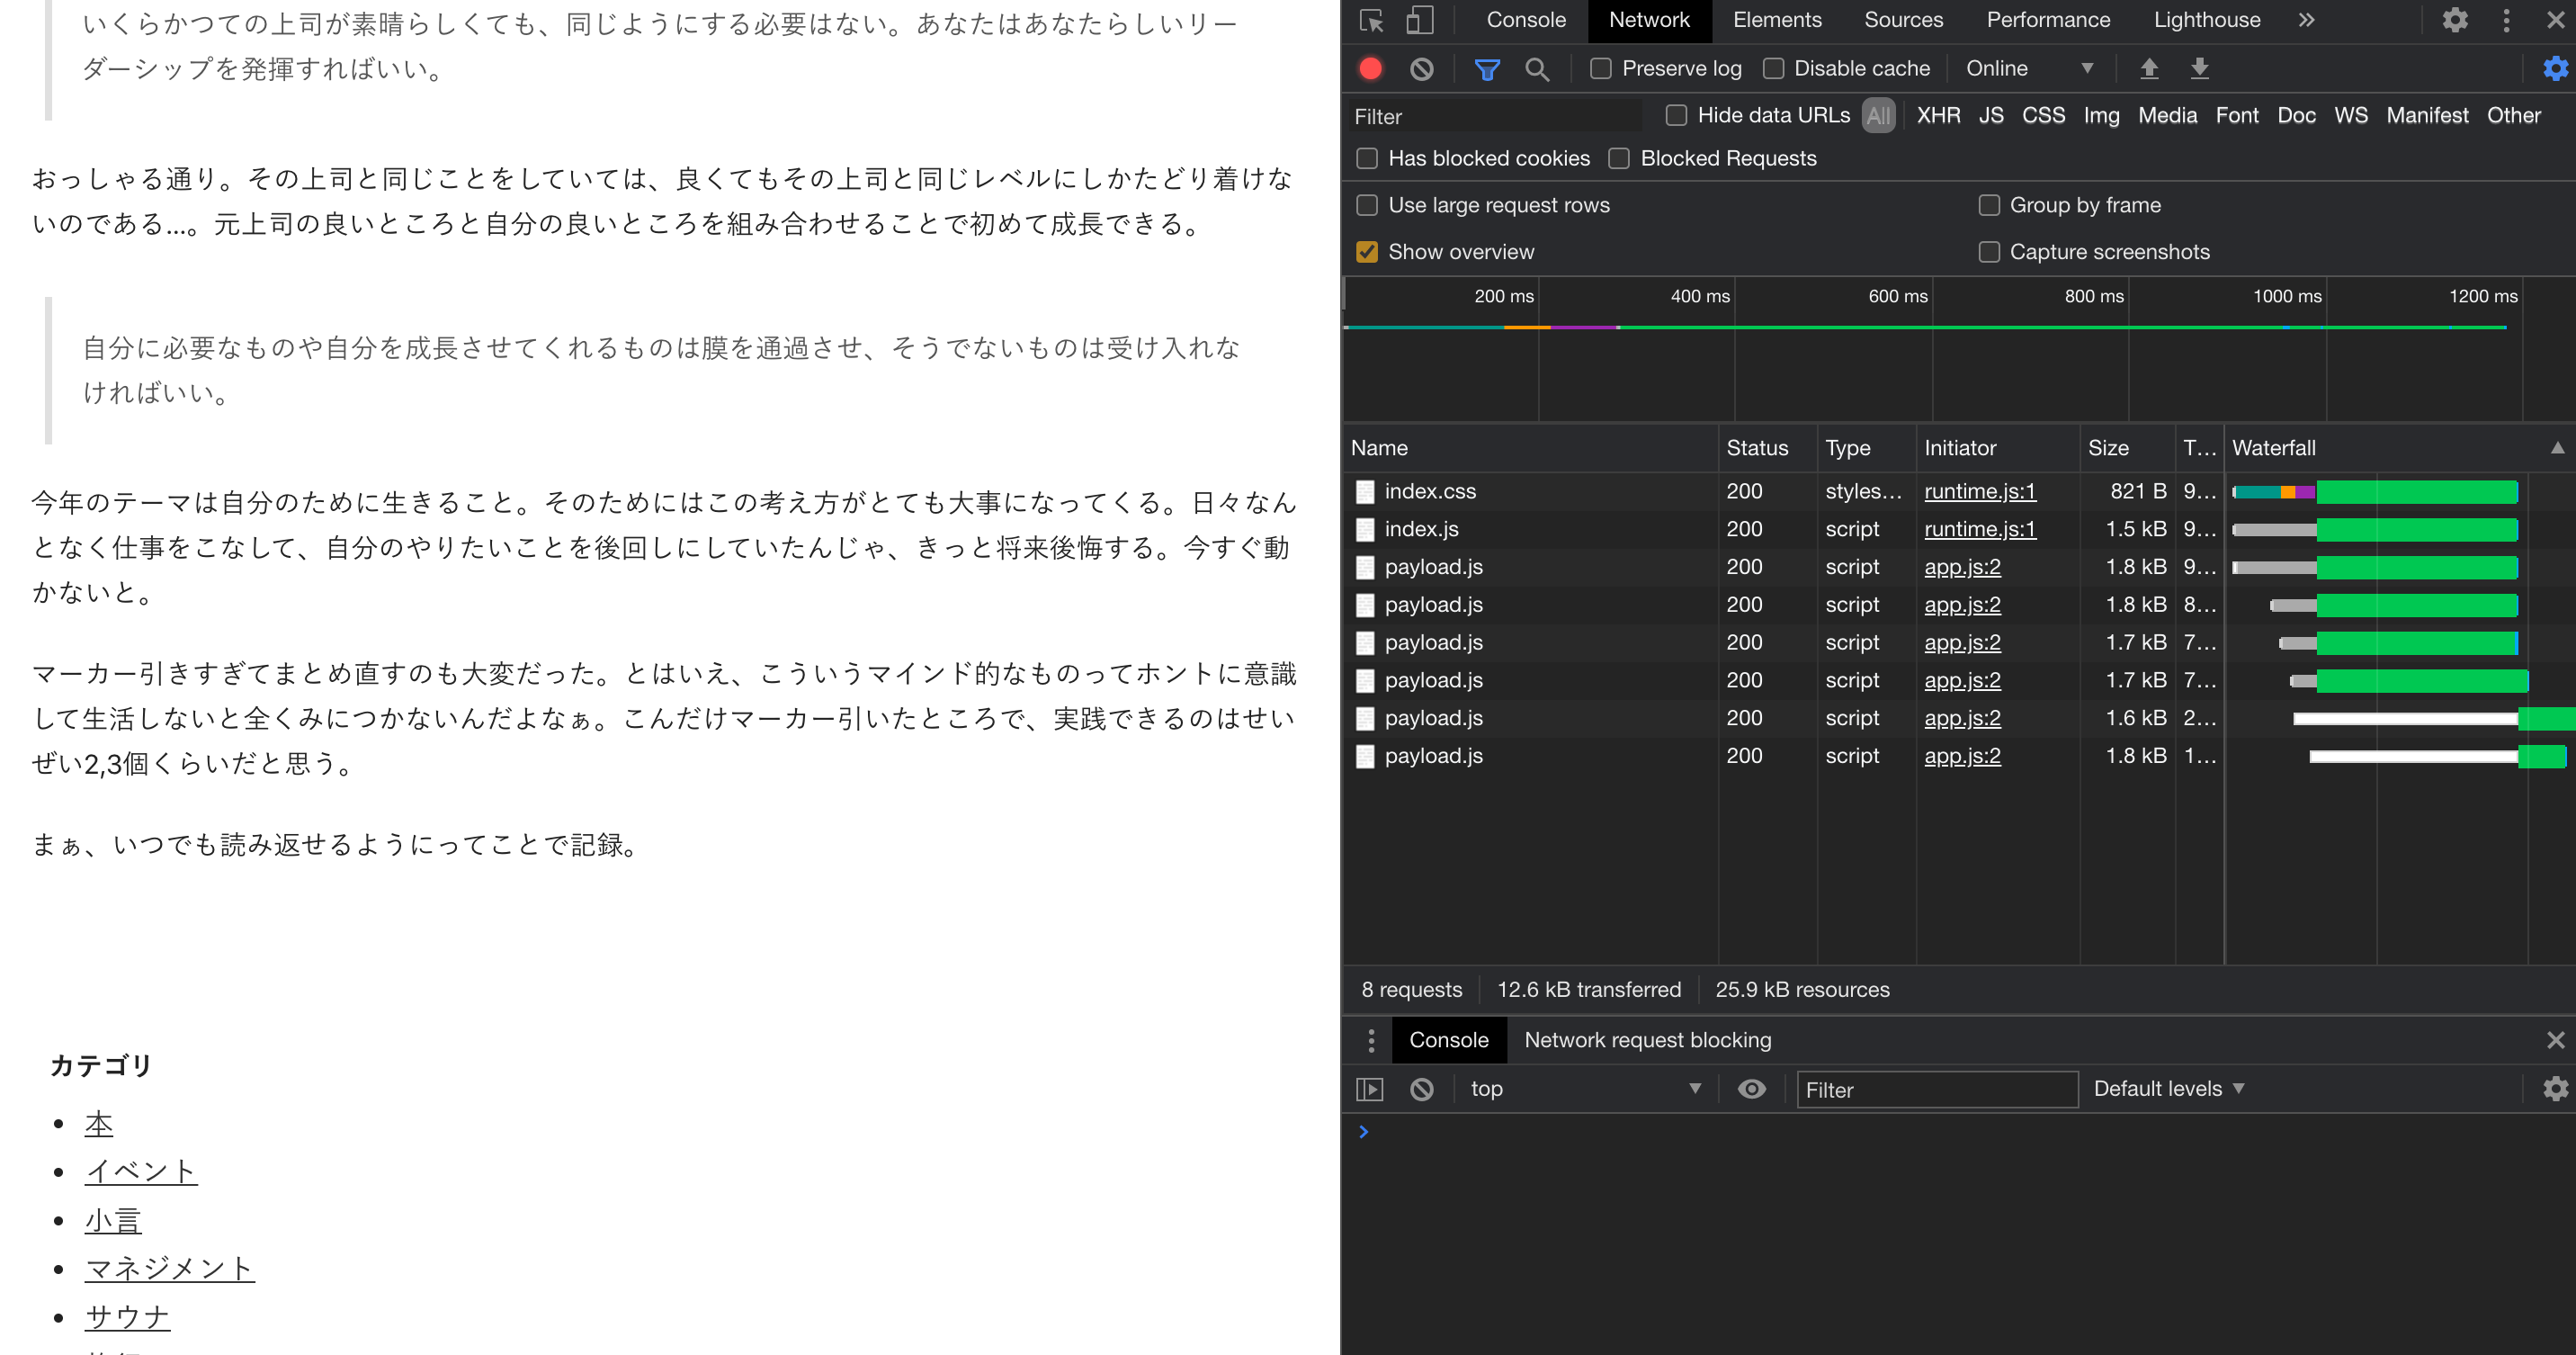 いくらかつての上司が素晴らしくても、同じようにする必要はない。あなたはあなたらしいリー
ダーシップを発揮すればいい。
おっしゃる通り。その上司と同じことをしていては、良くてもその上司と同じレベルにしかたどり着けな
いのである...。元上司の良いところと自分の良いところを組み合わせることで初めて成長できる。
自分に必要なものや自分を成長させてくれるものは膜を通過させ、そうでないものは受け入れな
ければいい。
今年のテーマは自分のために生きること。そのためにはこの考え方がとても大事になってくる。日々なん
となく仕事をこなして、自分のやりたいことを後回しにしていたんじゃ、きっと将来後悔する。今すぐ動
かないと。
マーカー引きすぎてまとめ直すのも大変だった。とはいえ、こういうマインド的なものってホントに意識
して生活しないと全くみにつかないんだよなぁ。こんだけマーカー引いたところで、実践できるのはせい
ぜい2,3個くらいだと思う。
まぁ、いつでも読み返せるようにってことで記録。
カテゴリ
本
イベント
小言
マネジメント
サウナ
Console Network Elements Sources Performance Lighthouse »
Preserve log Disable cache Online
Filter Hide data URLs All XHR JS CSS Img Media Font Doc WS Manifest Other
Has blocked cookies Blocked Requests
Use large request rows Group by frame
Show overview Capture screenshots
200 ms 400 ms 600 ms 800 ms 1000 ms 1200 ms
Name Status Type Initiator Size T... Waterfall
index.css 200 styles... runtime.js:1 821 B 9...
index.js 200 script runtime.js:1 1.5 kB 9...
payload.js 200 script app.js:2 1.8 kB 9...
payload.js 200 script app.js:2 1.8 kB 8...
payload.js 200 script app.js:2 1.7 kB 7...
payload.js 200 script app.js:2 1.7 kB 7...
payload.js 200 script app.js:2 1.6 kB 2...
payload.js 200 script app.js:2 1.8 kB 1...
8 requests 12.6 kB transferred 25.9 kB resources
Console Network request blocking
top Filter Default levels